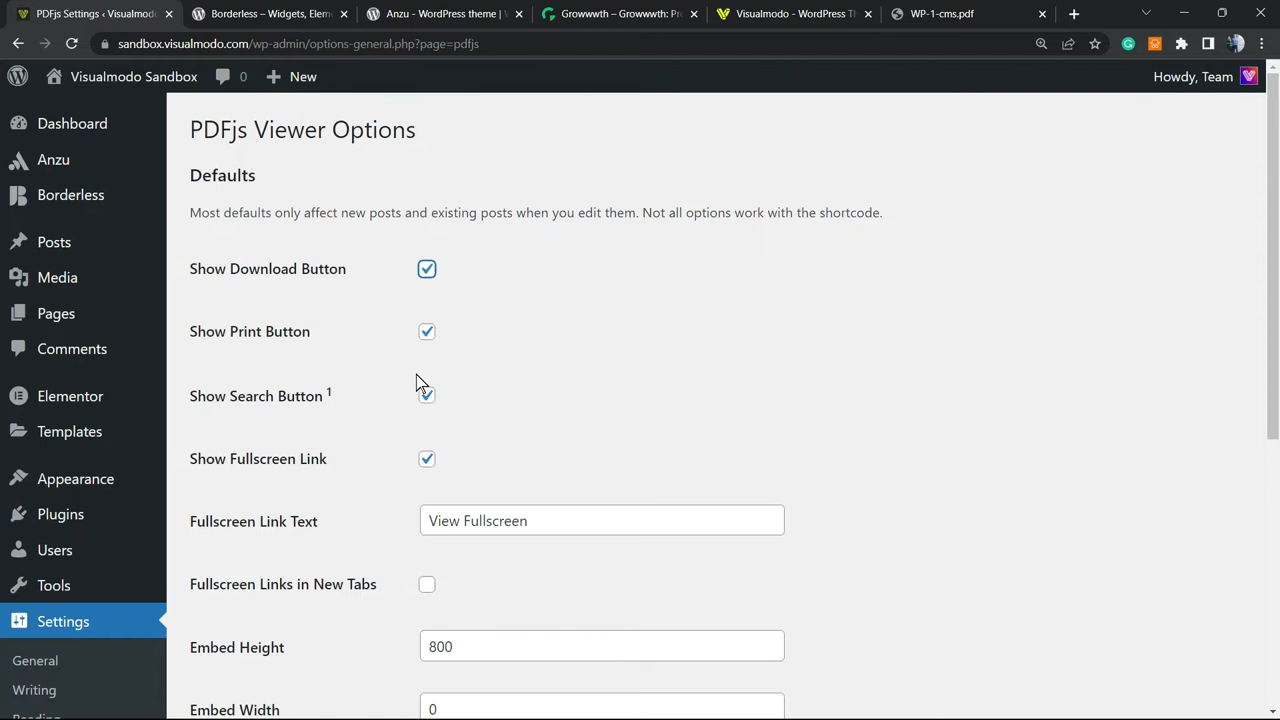 PDFjs Settings ‹ Visualmodo
Borderless – Widgets, Elem
Anzu - WordPress theme | V
Growwwth – Growwwth: Pr
Visualmodo - WordPress Th
WP-1-cms.pdf
sandbox.visualmodo.com/wp-admin/options-general.php?page=pdfjs
Visualmodo Sandbox
0
New
Howdy, Team
Dashboard
Anzu
Borderless
Posts
Media
Pages
Comments
Elementor
Templates
Appearance
Plugins
Users
Tools
Settings
General
Writing
PDFjs Viewer Options
Defaults
Most defaults only affect new posts and existing posts when you edit them. Not all options work with the shortcode.
Show Download Button
Show Print Button
Show Search Button 1
Show Fullscreen Link
Fullscreen Link Text
View Fullscreen
Fullscreen Links in New Tabs
Embed Height
800
Embed Width
0